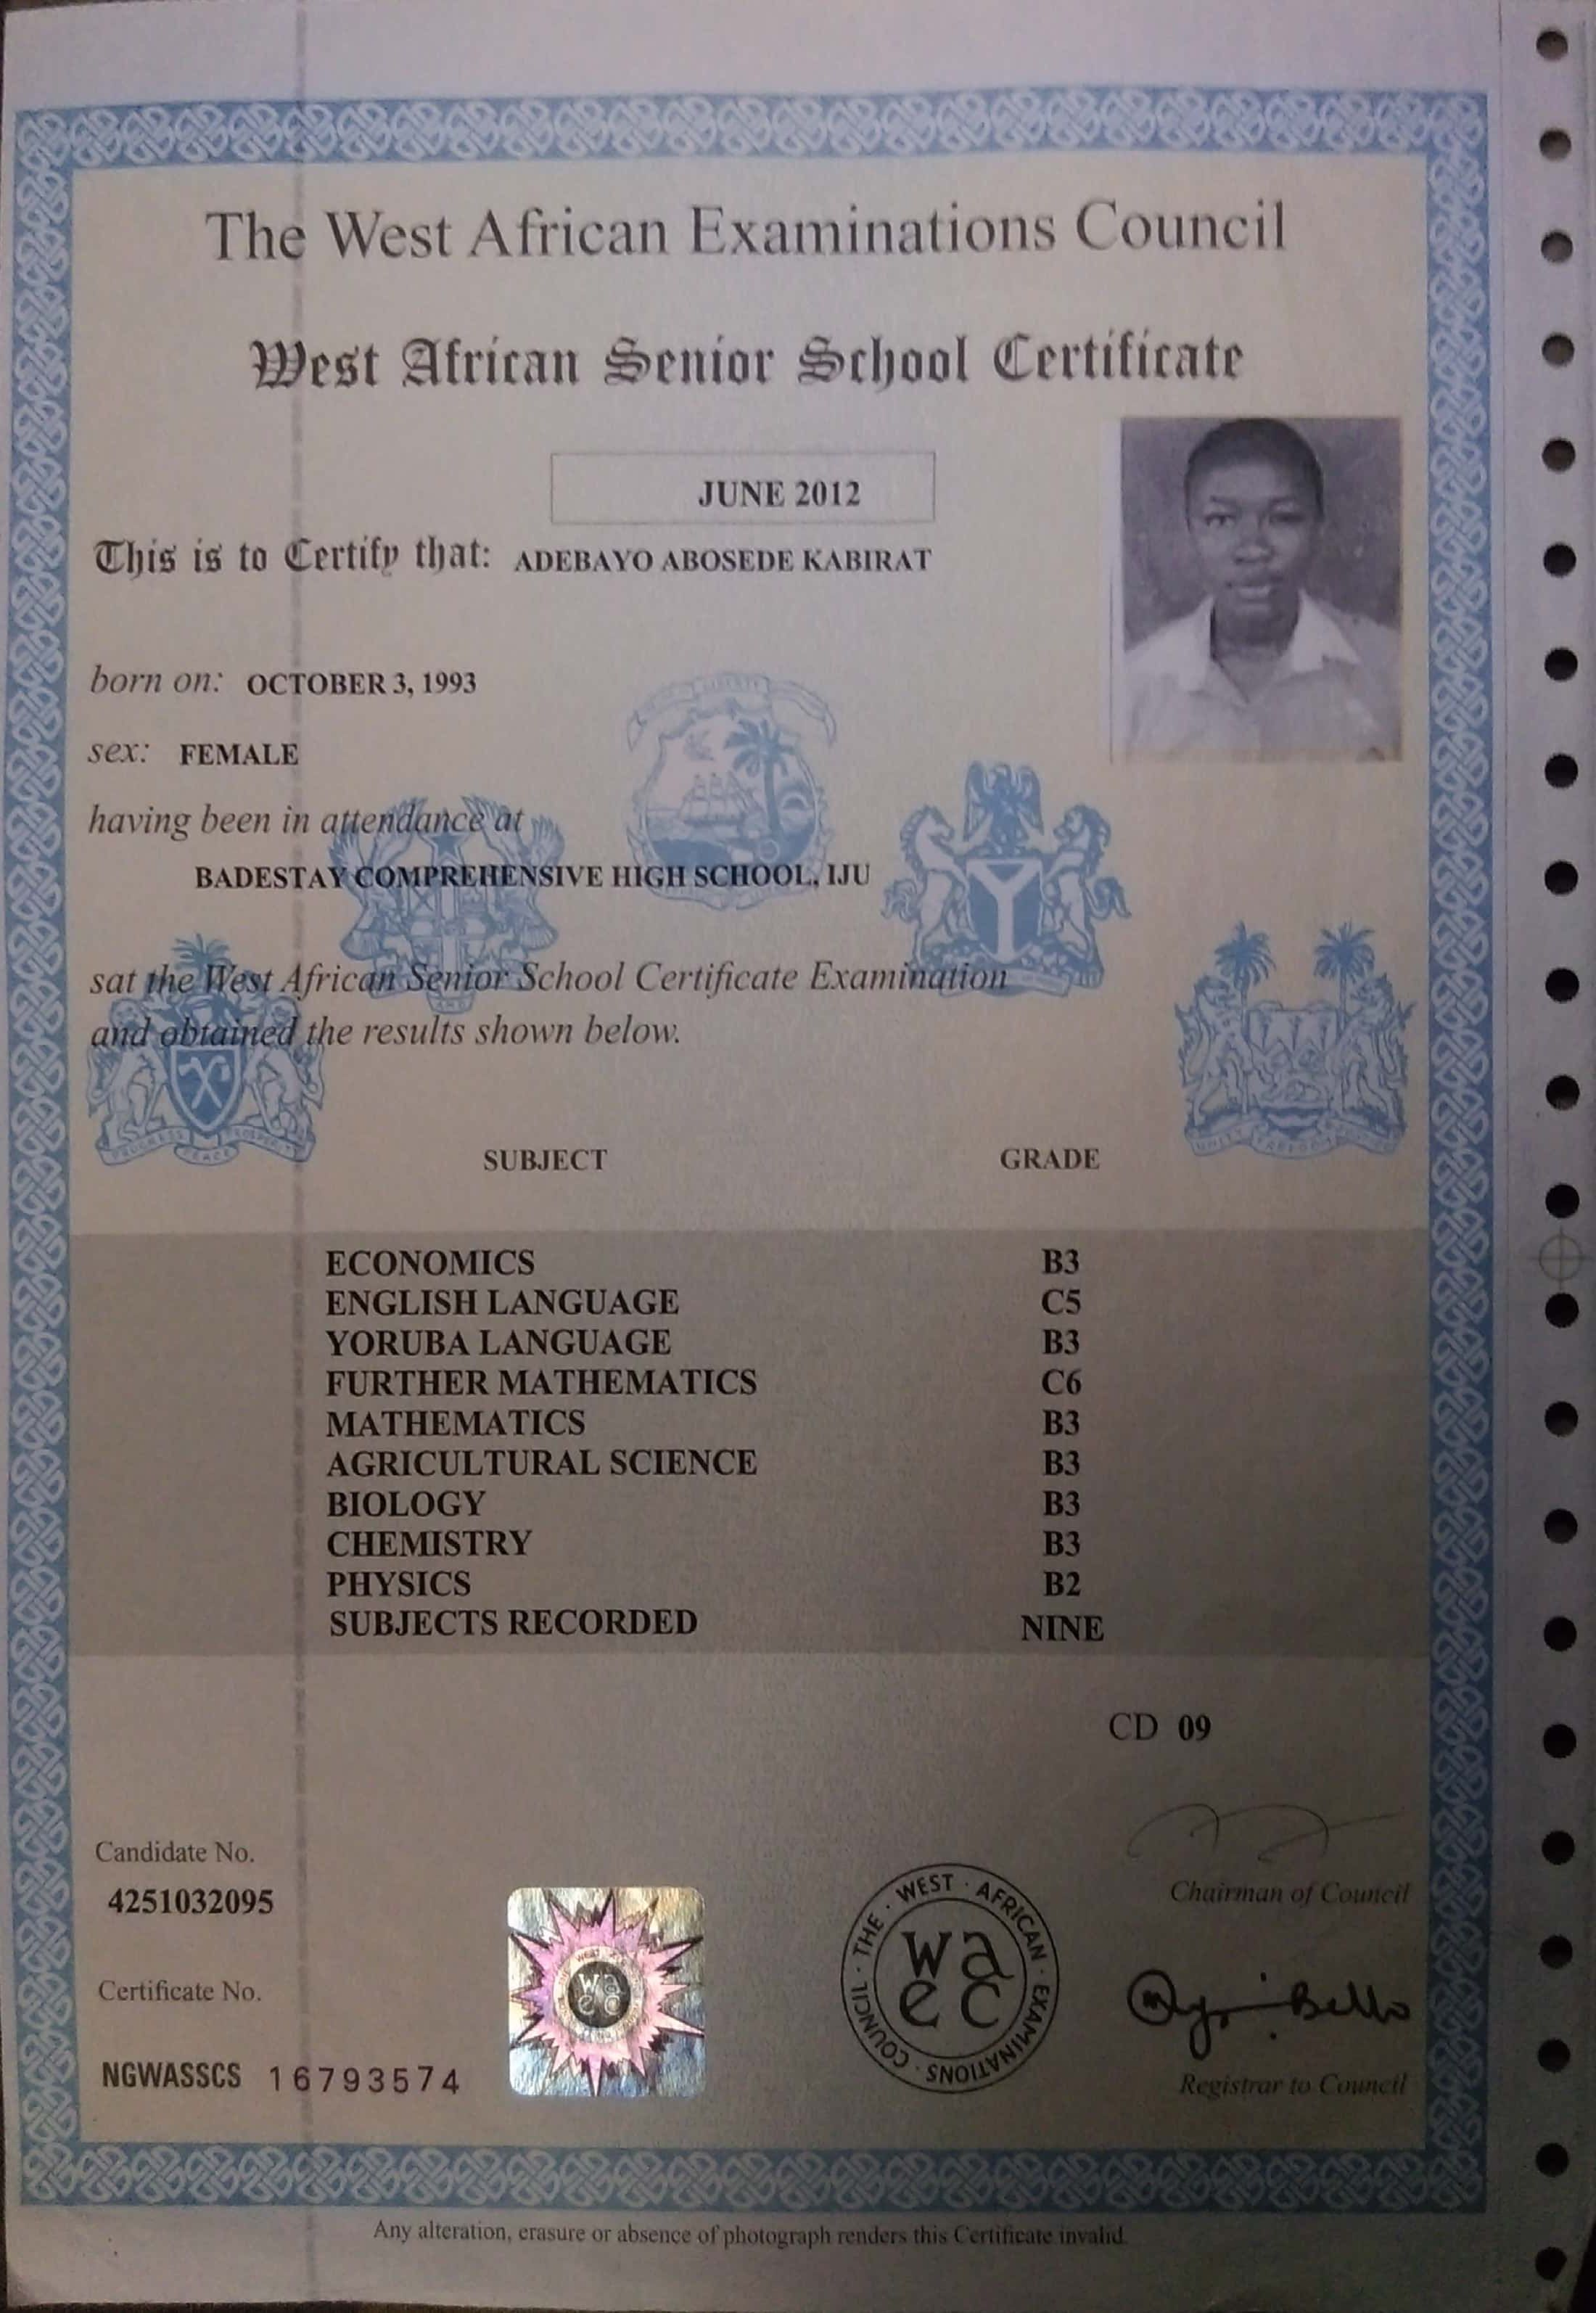 The West African Examinations Council
West African Senior School Certificate
JUNE 2012
This is to Certify that: ADEBAYO ABOSEDE KABIRAT
born on: OCTOBER 3, 1993
sex: FEMALE
having been in attendance at
BADESTAY COMPREHENSIVE HIGH SCHOOL, IJU
sat the West African Senior School Certificate Examination
and obtained the results shown below.
SUBJECT GRADE
ECONOMICS B3
ENGLISH LANGUAGE C5
YORUBA LANGUAGE B3
FURTHER MATHEMATICS C6
MATHEMATICS B3
AGRICULTURAL SCIENCE B3
BIOLOGY B3
CHEMISTRY B3
PHYSICS B2
SUBJECTS RECORDED NINE
CD 09
Candidate No.
4251032095
Chairman of Council
Certificate No.
NGWASSCS 16793574
THE · WEST · AFRICAN · EXAMINATIONS · COUNCIL ·
wa
ec
Bello
Registrar to Council
Any alteration, erasure or absence of photograph renders this Certificate invalid.